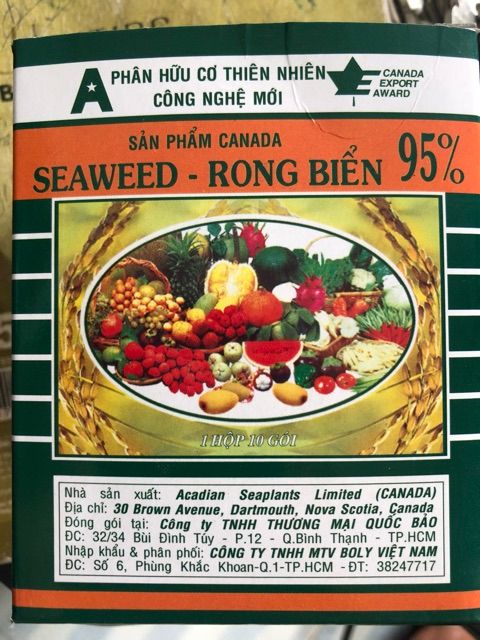 A PHÂN HỮU CƠ THIÊN NHIÊN
CÔNG NGHỆ MỚI
CANADA
EXPORT
AWARD
SẢN PHẨM CANADA
SEAWEED - RONG BIỂN 95%
1 HỘP 10 GÓI
Nhà sản xuất: Acadian Seaplants Limited (CANADA)
Địa chỉ: 30 Brown Avenue, Dartmouth, Nova Scotia, Canada
Đóng gói tại: Công ty TNHH THƯƠNG MẠI QUỐC BẢO
ĐC: 32/34 Bùi Đình Túy - P.12 - Q.Bình Thạnh - TP.HCM
Nhập khẩu & phân phối: CÔNG TY TNHH MTV BOLY VIỆT NAM
ĐC: Số 6, Phùng Khắc Khoan-Q.1-TP.HCM -ĐT: 38247717